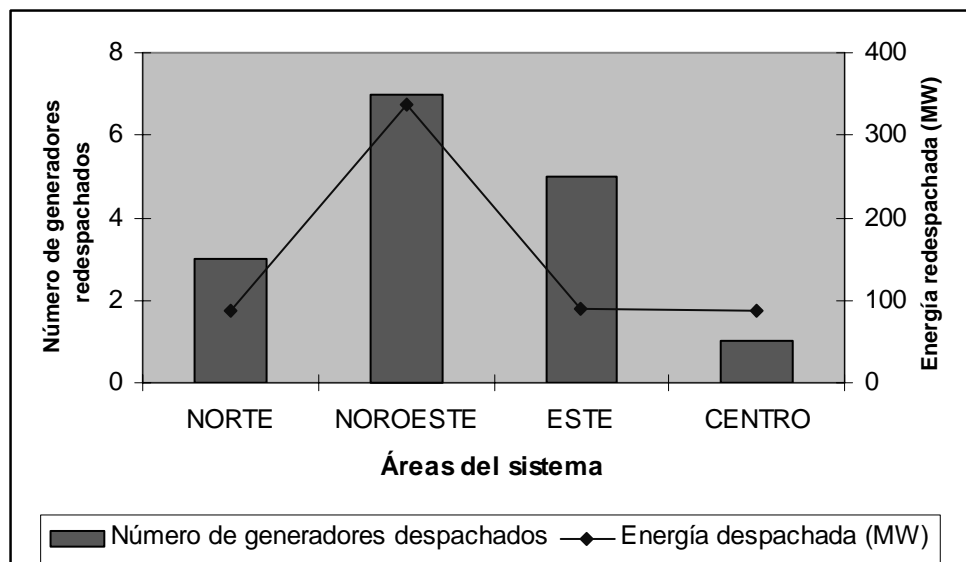 Número de generadores
redespachados
8
6
4
2
0
400
300
200
100
0
Energía redespachada (MW)
NORTE NOROESTE ESTE CENTRO
Áreas del sistema
Número de generadores despachados Energía despachada (MW)